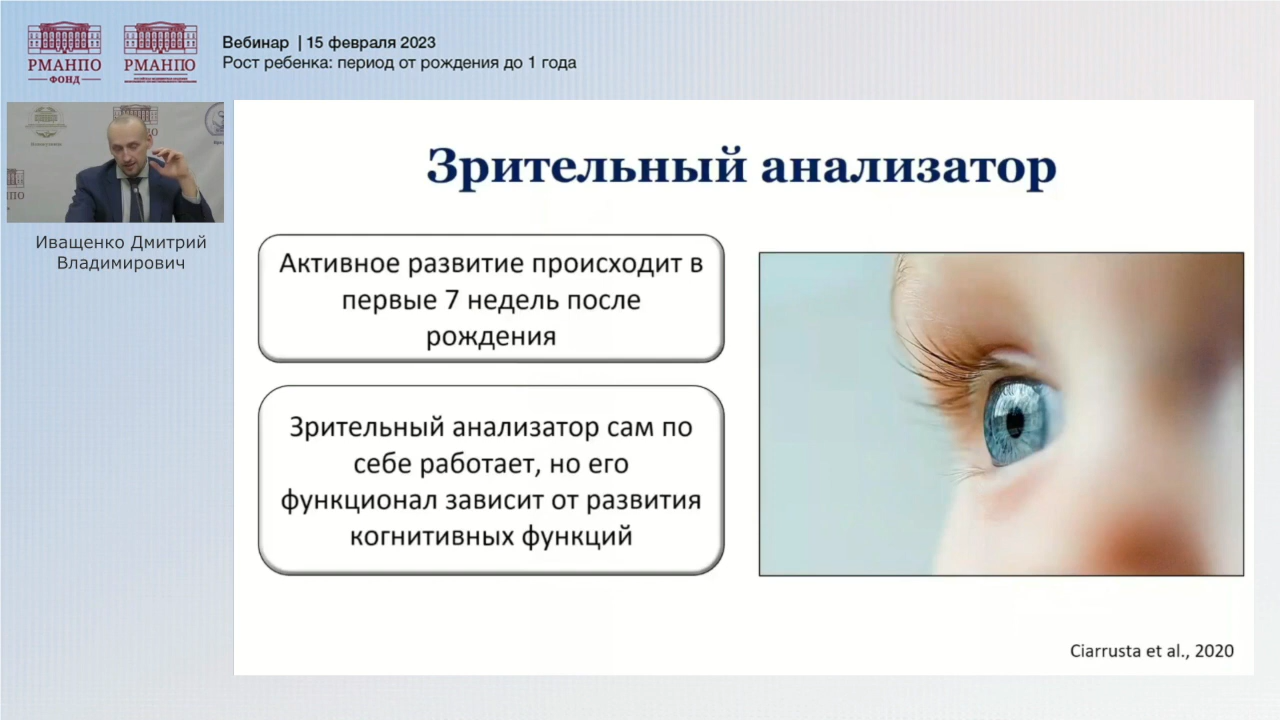 РМАНПО
ФОНД
РМАНПО
Вебинар | 15 февраля 2023
Рост ребенка: период от рождения до 1 года
Иващенко Дмитрий
Владимирович
Зрительный анализатор
Активное развитие происходит в
первые 7 недель после
рождения
Зрительный анализатор сам по
себе работает, но его
функционал зависит от развития
когнитивных функций
Ciarrusta et al., 2020